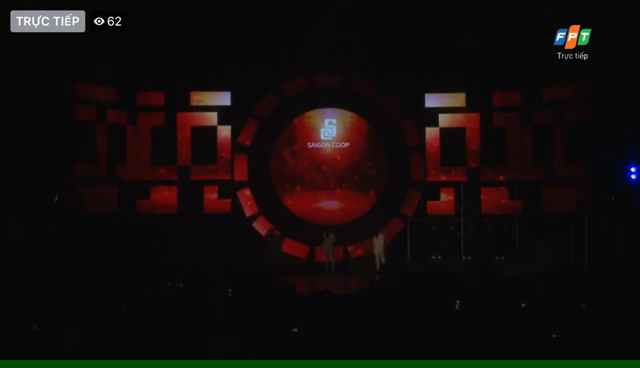 TRỰC TIẾP 62
FPT
Trực tiếp
SAIGON COOP